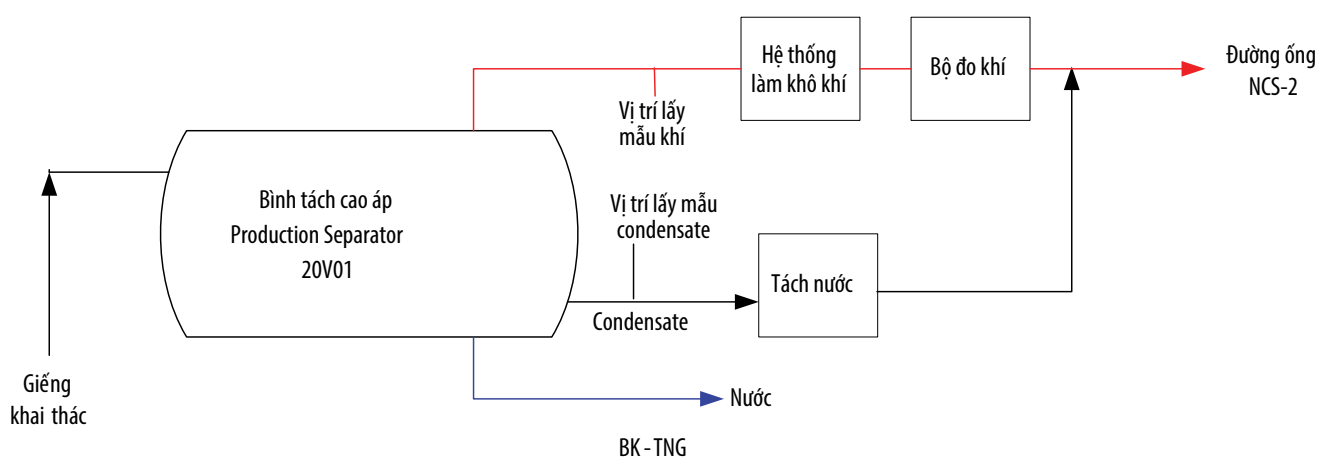 Hệ thống
làm khô khí
Bộ đo khí
Đường ống
NCS-2
Vị trí lấy
mẫu khí
Bình tách cao áp
Production Separator
20V01
Vị trí lấy mẫu
condensate
Tách nước
Condensate
Giếng
khai thác
Nước
BK - TNG